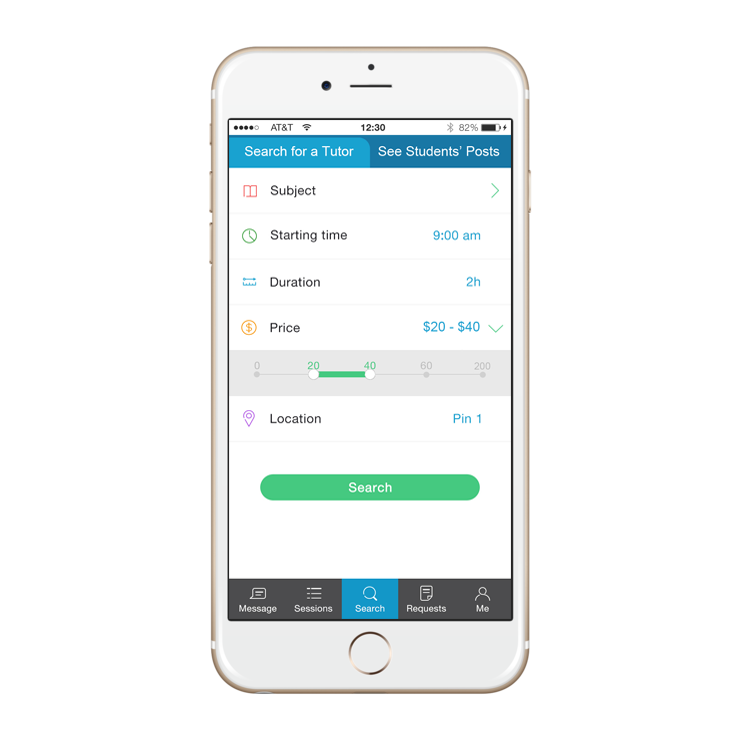 AT&T 12:30 82%
Search for a Tutor See Students' Posts
Subject
Starting time 9:00 am
Duration 2h
Price $20 - $40
0 20 40 60 200
Location Pin 1
Search
Message Sessions Search Requests Me